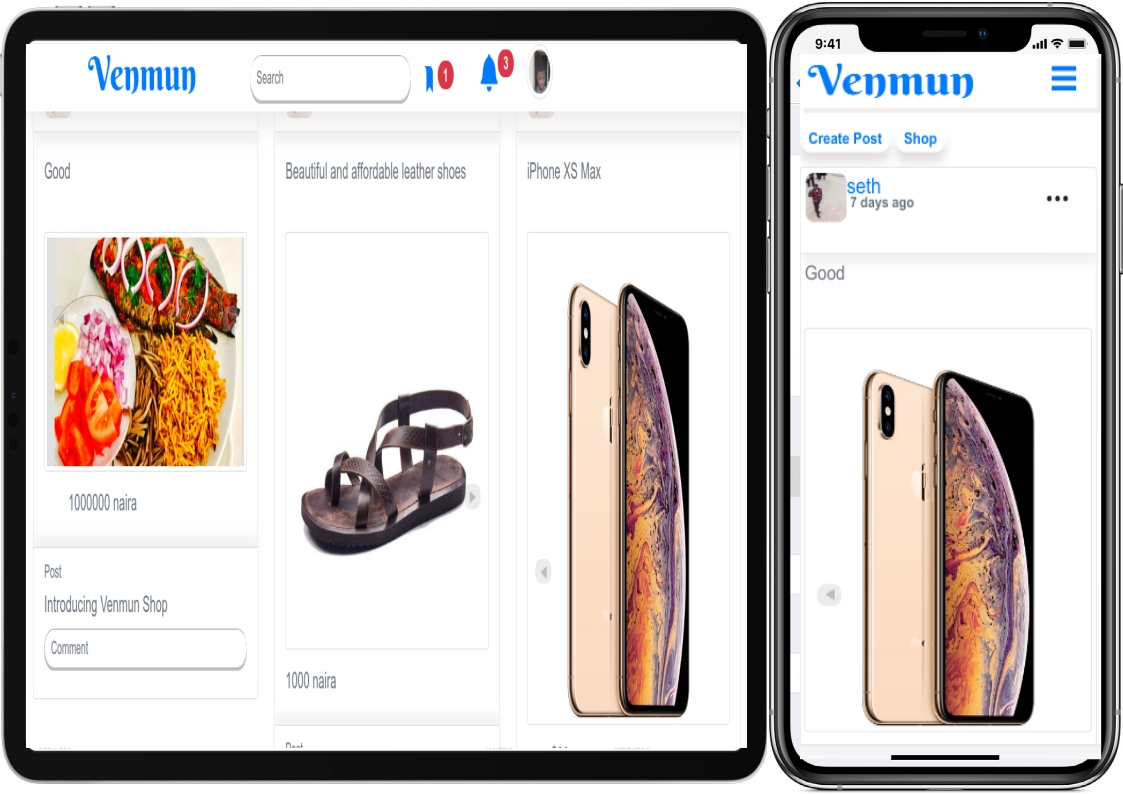 Venmun
Search
1
3
Good
Beautiful and affordable leather shoes
iPhone XS Max
1000000 naira
Post
Introducing Venmun Shop
Comment
1000 naira
Post
9:41
Venmun
Create Post
Shop
seth
7 days ago
Good